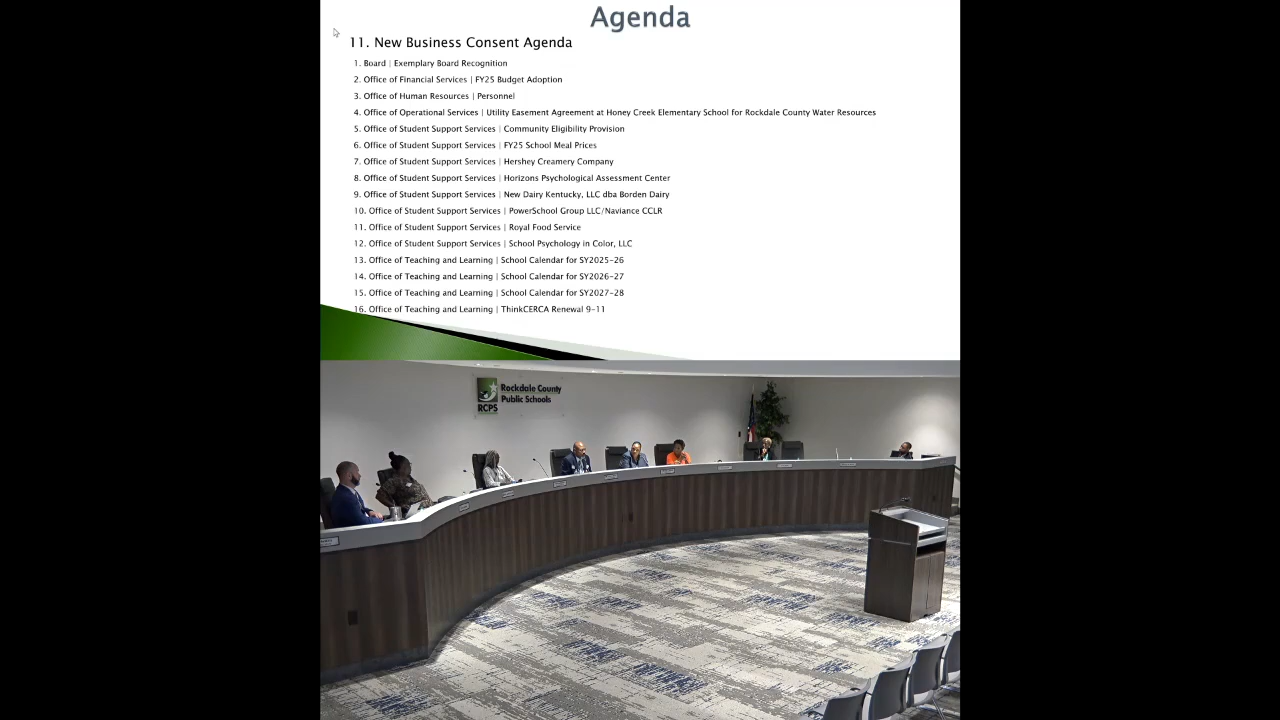 Agenda
11. New Business Consent Agenda
1. Board | Exemplary Board Recognition
2. Office of Financial Services | FY25 Budget Adoption
3. Office of Human Resources | Personnel
4. Office of Operational Services | Utility Easement Agreement at Honey Creek Elementary School for Rockdale County Water Resources
5. Office of Student Support Services | Community Eligibility Provision
6. Office of Student Support Services | FY25 School Meal Prices
7. Office of Student Support Services | Hershey Creamery Company
8. Office of Student Support Services | Horizons Psychological Assessment Center
9. Office of Student Support Services | New Dairy Kentucky, LLC dba Borden Dairy
10. Office of Student Support Services | PowerSchool Group LLC/Naviance CCLR
11. Office of Student Support Services | Royal Food Service
12. Office of Student Support Services | School Psychology in Color, LLC
13. Office of Teaching and Learning | School Calendar for SY2025-26
14. Office of Teaching and Learning | School Calendar for SY2026-27
15. Office of Teaching and Learning | School Calendar for SY2027-28
16. Office of Teaching and Learning | ThinkCERCA Renewal 9-11
Rockdale County
Public Schools
RCPS